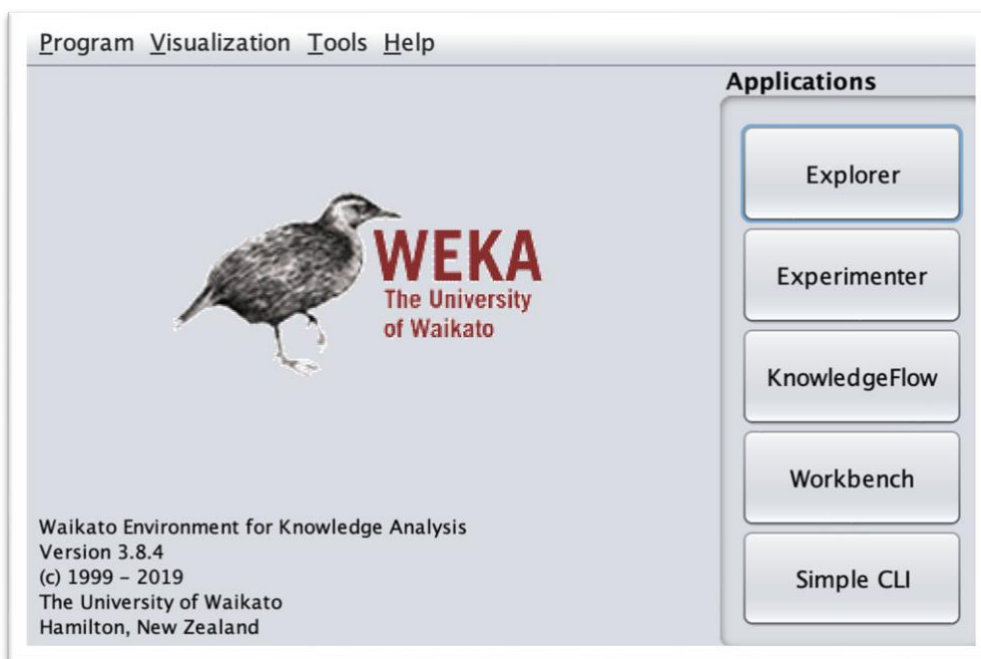 Program Visualization Tools Help
Applications
Explorer
Experimenter
KnowledgeFlow
Workbench
Simple CLI
WEKA
The University
of Waikato
Waikato Environment for Knowledge Analysis
Version 3.8.4
(c) 1999 – 2019
The University of Waikato
Hamilton, New Zealand